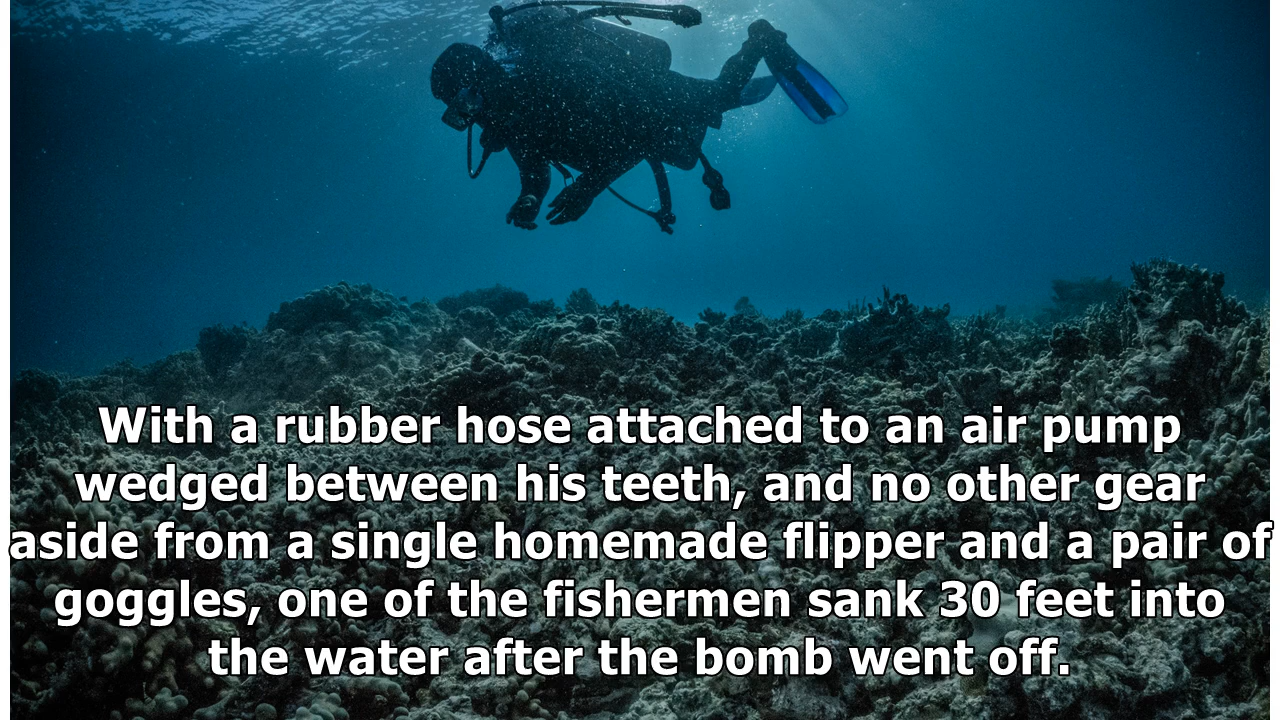 With a rubber hose attached to an air pump
wedged between his teeth, and no other gear
aside from a single homemade flipper and a pair of
goggles, one of the fishermen sank 30 feet into
the water after the bomb went off.